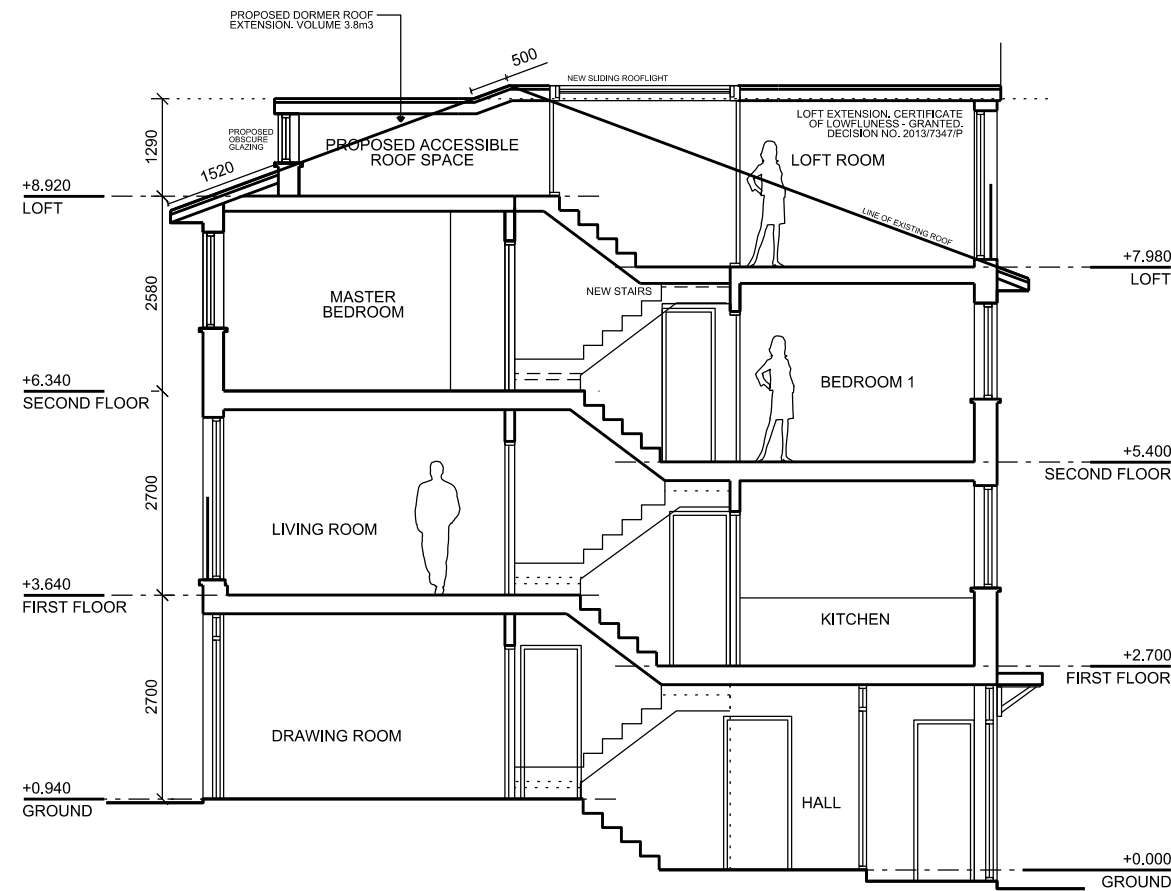 PROPOSED DORMER ROOF
EXTENSION. VOLUME 3.8m3
500
NEW SLIDING ROOFLIGHT
LOFT EXTENSION. CERTIFICATE
OF LOWFLUNESS - GRANTED.
DECISION NO. 2013/7347/P
PROPOSED
OBSCURE
GLAZING
PROPOSED ACCESSIBLE
ROOF SPACE
LOFT ROOM
1290
1520
+8.920
LOFT
LINE OF EXISTING ROOF
+7.980
LOFT
2580
MASTER
BEDROOM
NEW STAIRS
+6.340
SECOND FLOOR
BEDROOM 1
+5.400
SECOND FLOOR
2700
LIVING ROOM
+3.640
FIRST FLOOR
KITCHEN
+2.700
FIRST FLOOR
2700
DRAWING ROOM
+0.940
GROUND
HALL
+0.000
GROUND